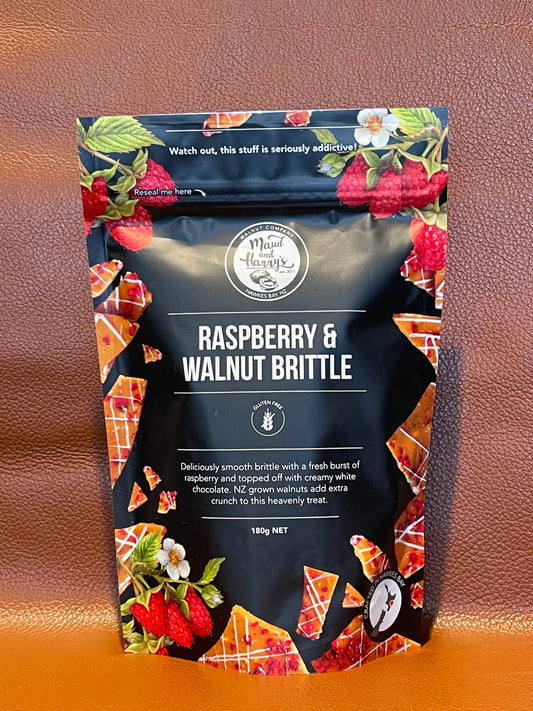 Watch out, this stuff is seriously addictive!
Reseal me here
WALNUT COMPANY
Maud
and
Harry's
HAWKES BAY, NZ
RASPBERRY &
WALNUT BRITTLE
GLUTEN FREE
Deliciously smooth brittle with a fresh burst of
raspberry and topped off with creamy white
chocolate. NZ grown walnuts add extra
crunch to this heavenly treat.
180g NET
HAWKES BAY